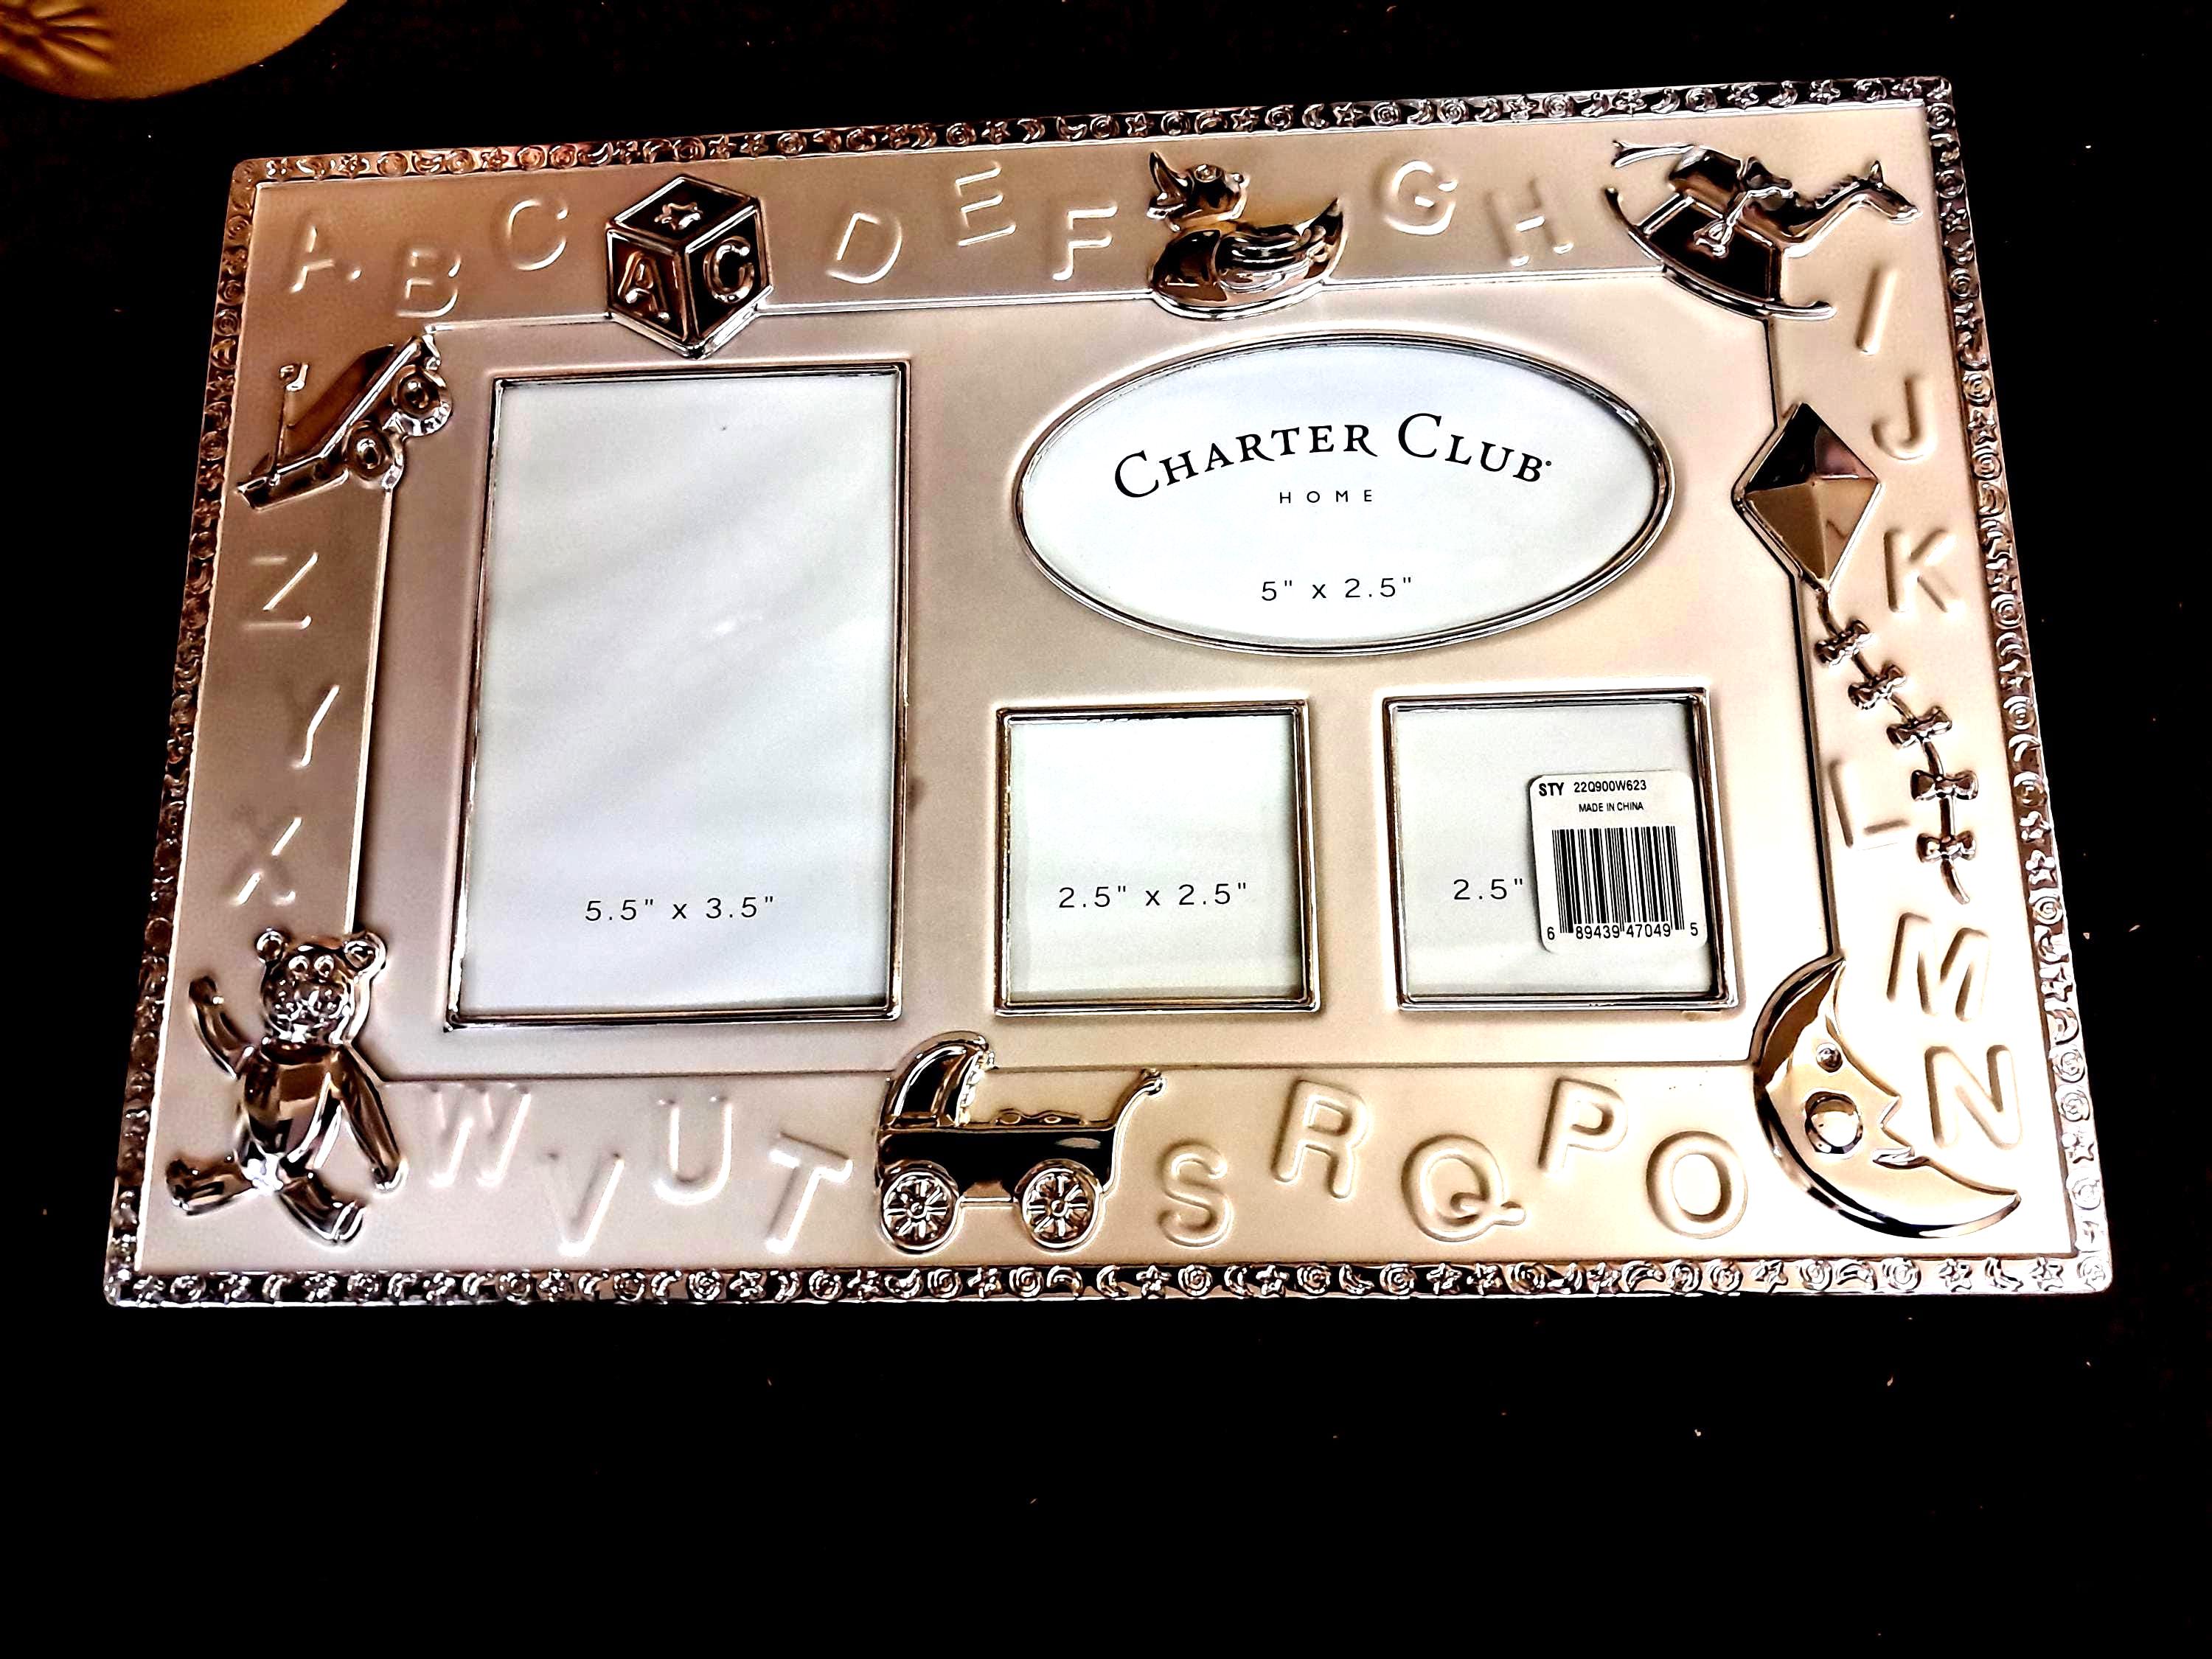 A B C
A C
D E F
G H
I
J
K
L
M
N
O
P
Q
R
S
T
U
V
W
X
Y
Z
CHARTER CLUB
HOME
5" x 2.5"
5.5" x 3.5"
2.5" x 2.5"
2.5"
STY 22Q900W623
MADE IN CHINA
6 89439 47049 5